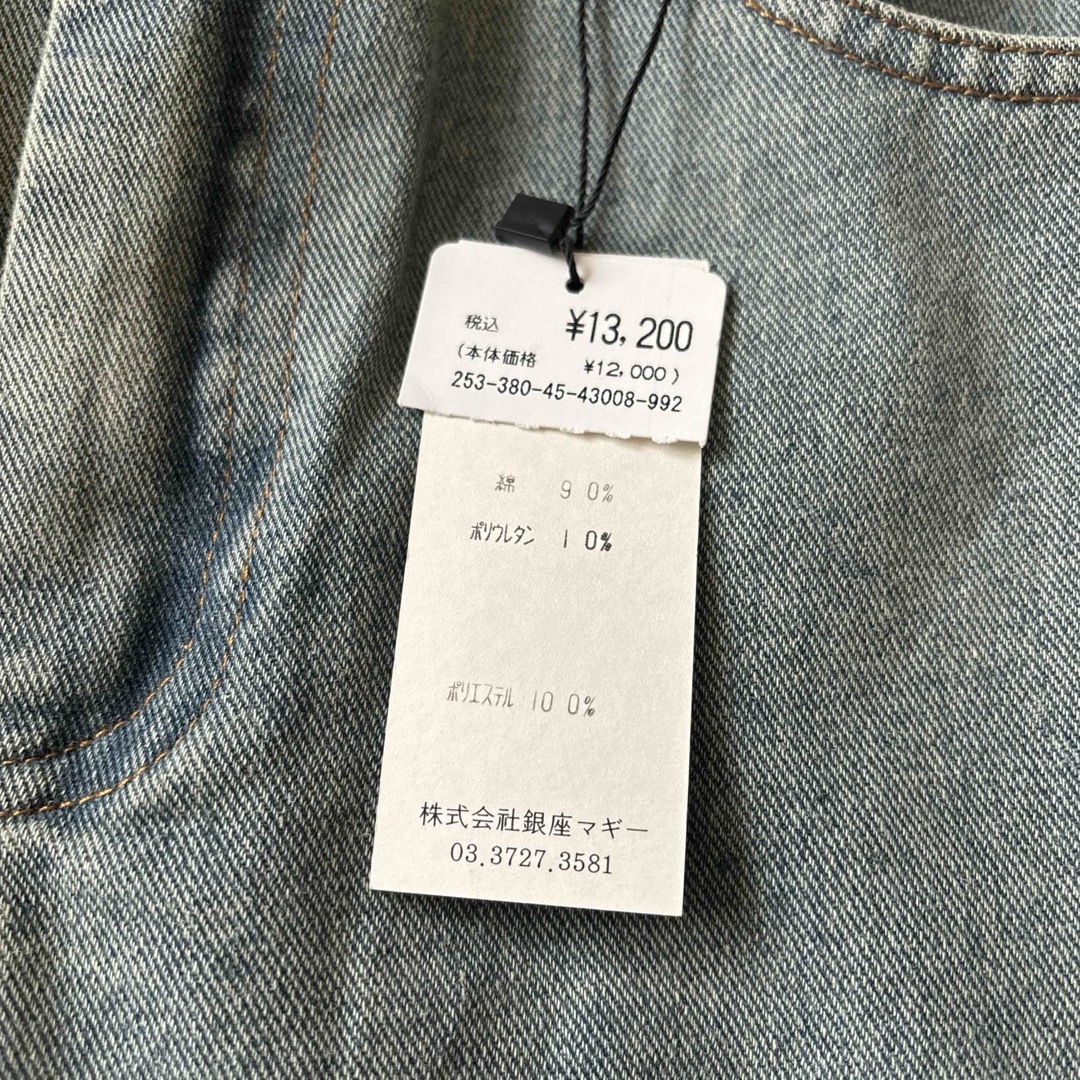 税込 ¥13,200
(本体価格 ¥12,000)
253-380-45-43008-992
綿 90%
ポリウレタン 10%
ポリエステル 100%
株式会社銀座マギー
03.3727.3581